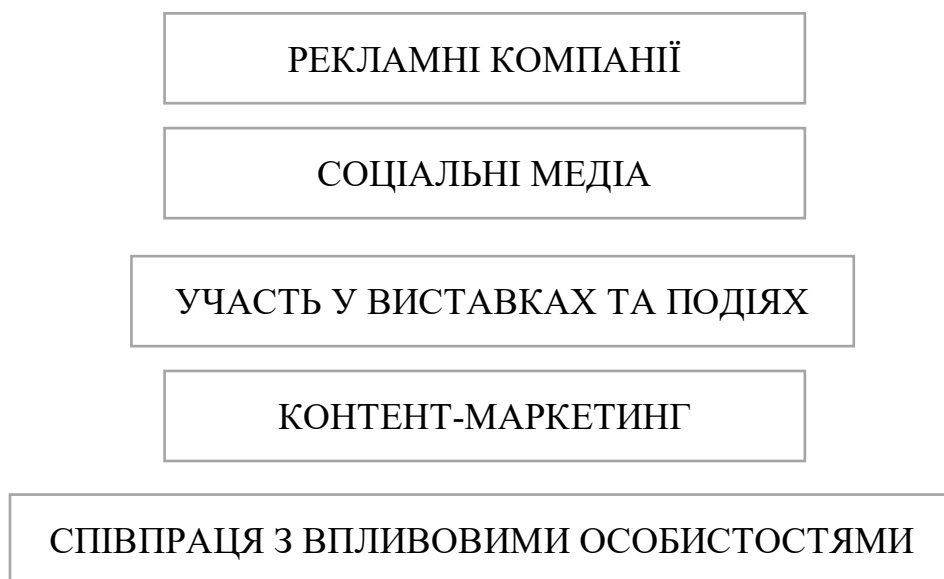 РЕКЛАМНІ КОМПАНІЇ
СОЦІАЛЬНІ МЕДІА
УЧАСТЬ У ВИСТАВКАХ ТА ПОДІЯХ
КОНТЕНТ-МАРКЕТИНГ
СПІВПРАЦЯ З ВПЛИВОВИМИ ОСОБИСТОСТЯМИ